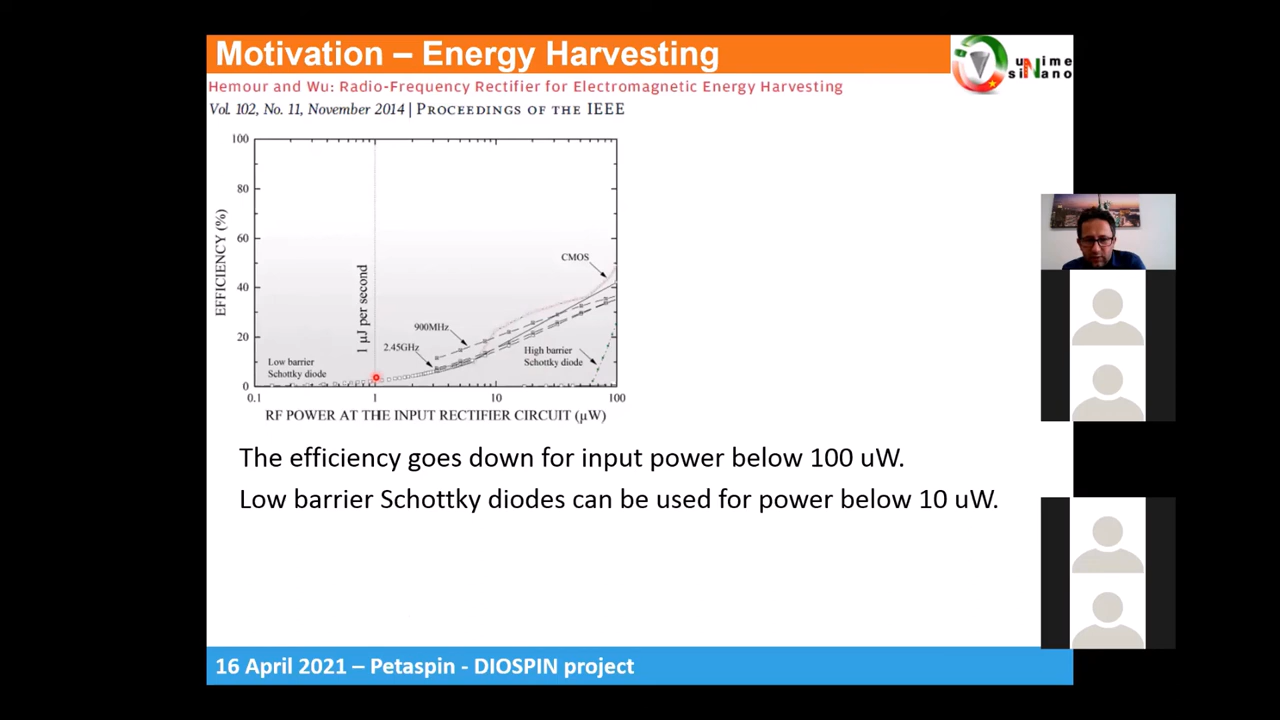 Motivation – Energy Harvesting
unime
siNano
Hemour and Wu: Radio-Frequency Rectifier for Electromagnetic Energy Harvesting
Vol. 102, No. 11, November 2014 | PROCEEDINGS OF THE IEEE
100
80
60
40
20
0
EFFICIENCY (%)
1 µJ per second
CMOS
900MHz
2.45GHz
High barrier
Schottky diode
Low barrier
Schottky diode
0.1
1
10
100
RF POWER AT THE INPUT RECTIFIER CIRCUIT (µW)
The efficiency goes down for input power below 100 uW.
Low barrier Schottky diodes can be used for power below 10 uW.
16 April 2021 – Petaspin - DIOSPIN project